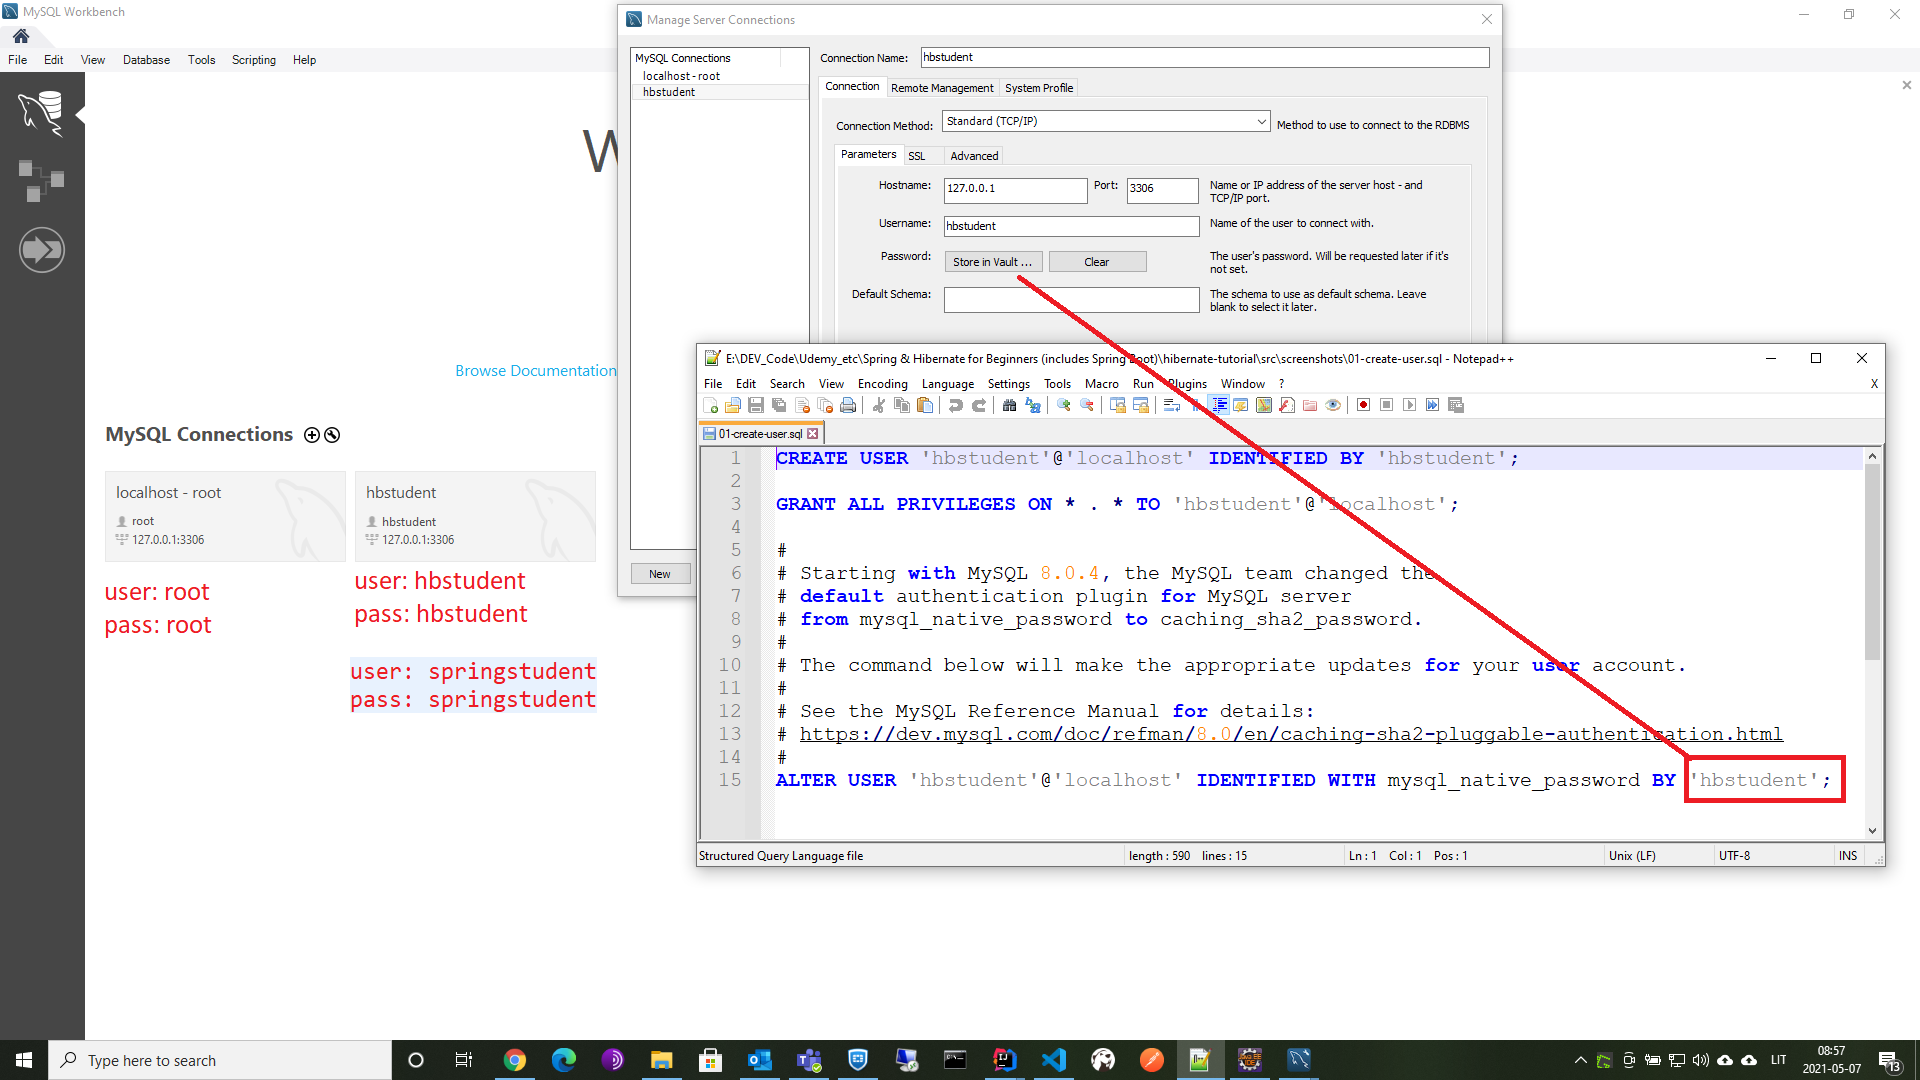 MySQL Workbench
File Edit View Database Tools Scripting Help
W
Browse Documentation
MySQL Connections
localhost - root
root
127.0.0.1:3306
hbstudent
hbstudent
127.0.0.1:3306
user: root
pass: root
user: hbstudent
pass: hbstudent
user: springstudent
pass: springstudent
Manage Server Connections
MySQL Connections
localhost - root
hbstudent
New
Connection Name: hbstudent
Connection Remote Management System Profile
Connection Method: Standard (TCP/IP) Method to use to connect to the RDBMS
Parameters SSL Advanced
Hostname: 127.0.0.1 Port: 3306 Name or IP address of the server host - and
TCP/IP port.
Username: hbstudent Name of the user to connect with.
Password: Store in Vault ... Clear The user's password. Will be requested later if it's
not set.
Default Schema: The schema to use as default schema. Leave
blank to select it later.
E:\DEV_Code\Udemy_etc\Spring & Hibernate for Beginners (includes Spring Boot)\hibernate-tutorial\src\screenshots\01-create-user.sql - Notepad++
File Edit Search View Encoding Language Settings Tools Macro Run Plugins Window ? X
01-create-user.sql
1 CREATE USER 'hbstudent'@'localhost' IDENTIFIED BY 'hbstudent';
2
3 GRANT ALL PRIVILEGES ON * . * TO 'hbstudent'@'localhost';
4
5 #
6 # Starting with MySQL 8.0.4, the MySQL team changed the
7 # default authentication plugin for MySQL server
8 # from mysql_native_password to caching_sha2_password.
9 #
10 # The command below will make the appropriate updates for your user account.
11 #
12 # See the MySQL Reference Manual for details:
13 # https://dev.mysql.com/doc/refman/8.0/en/caching-sha2-pluggable-authentication.html
14 #
15 ALTER USER 'hbstudent'@'localhost' IDENTIFIED WITH mysql_native_password BY 'hbstudent';
Structured Query Language file length : 590 lines : 15 Ln : 1 Col : 1 Pos : 1 Unix (LF) UTF-8 INS
Type here to search
LIT
08:57
2021-05-07
13